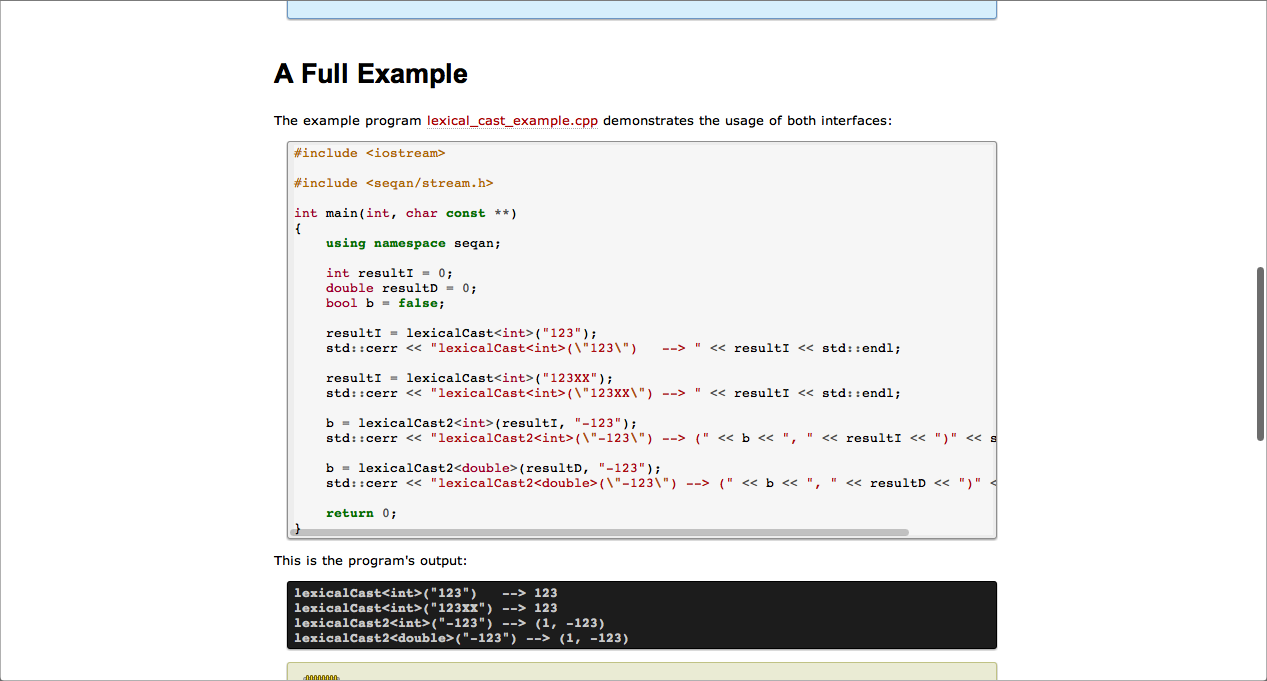 A Full Example
The example program lexical_cast_example.cpp demonstrates the usage of both interfaces:
#include <iostream>
#include <seqan/stream.h>
int main(int, char const **)
{
    using namespace seqan;
    int resultI = 0;
    double resultD = 0;
    bool b = false;
    resultI = lexicalCast<int>("123");
    std::cerr << "lexicalCast<int>(\"123\")   --> " << resultI << std::endl;
    resultI = lexicalCast<int>("123XX");
    std::cerr << "lexicalCast<int>(\"123XX\") --> " << resultI << std::endl;
    b = lexicalCast2<int>(resultI, "-123");
    std::cerr << "lexicalCast2<int>(\"-123\") --> (" << b << ", " << resultI << ")" << s
    b = lexicalCast2<double>(resultD, "-123");
    std::cerr << "lexicalCast2<double>(\"-123\") --> (" << b << ", " << resultD << ")" <
    return 0;
}
This is the program's output:
lexicalCast<int>("123")   --> 123
lexicalCast<int>("123XX") --> 123
lexicalCast2<int>("-123") --> (1, -123)
lexicalCast2<double>("-123") --> (1, -123)